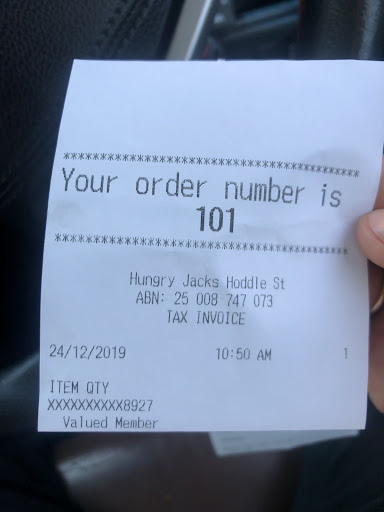 ****************************************
Your order number is
101
****************************************
Hungry Jacks Hoddle St
ABN: 25 008 747 073
TAX INVOICE
24/12/2019 10:50 AM 1
ITEM QTY
XXXXXXXXXX8927
Valued Member